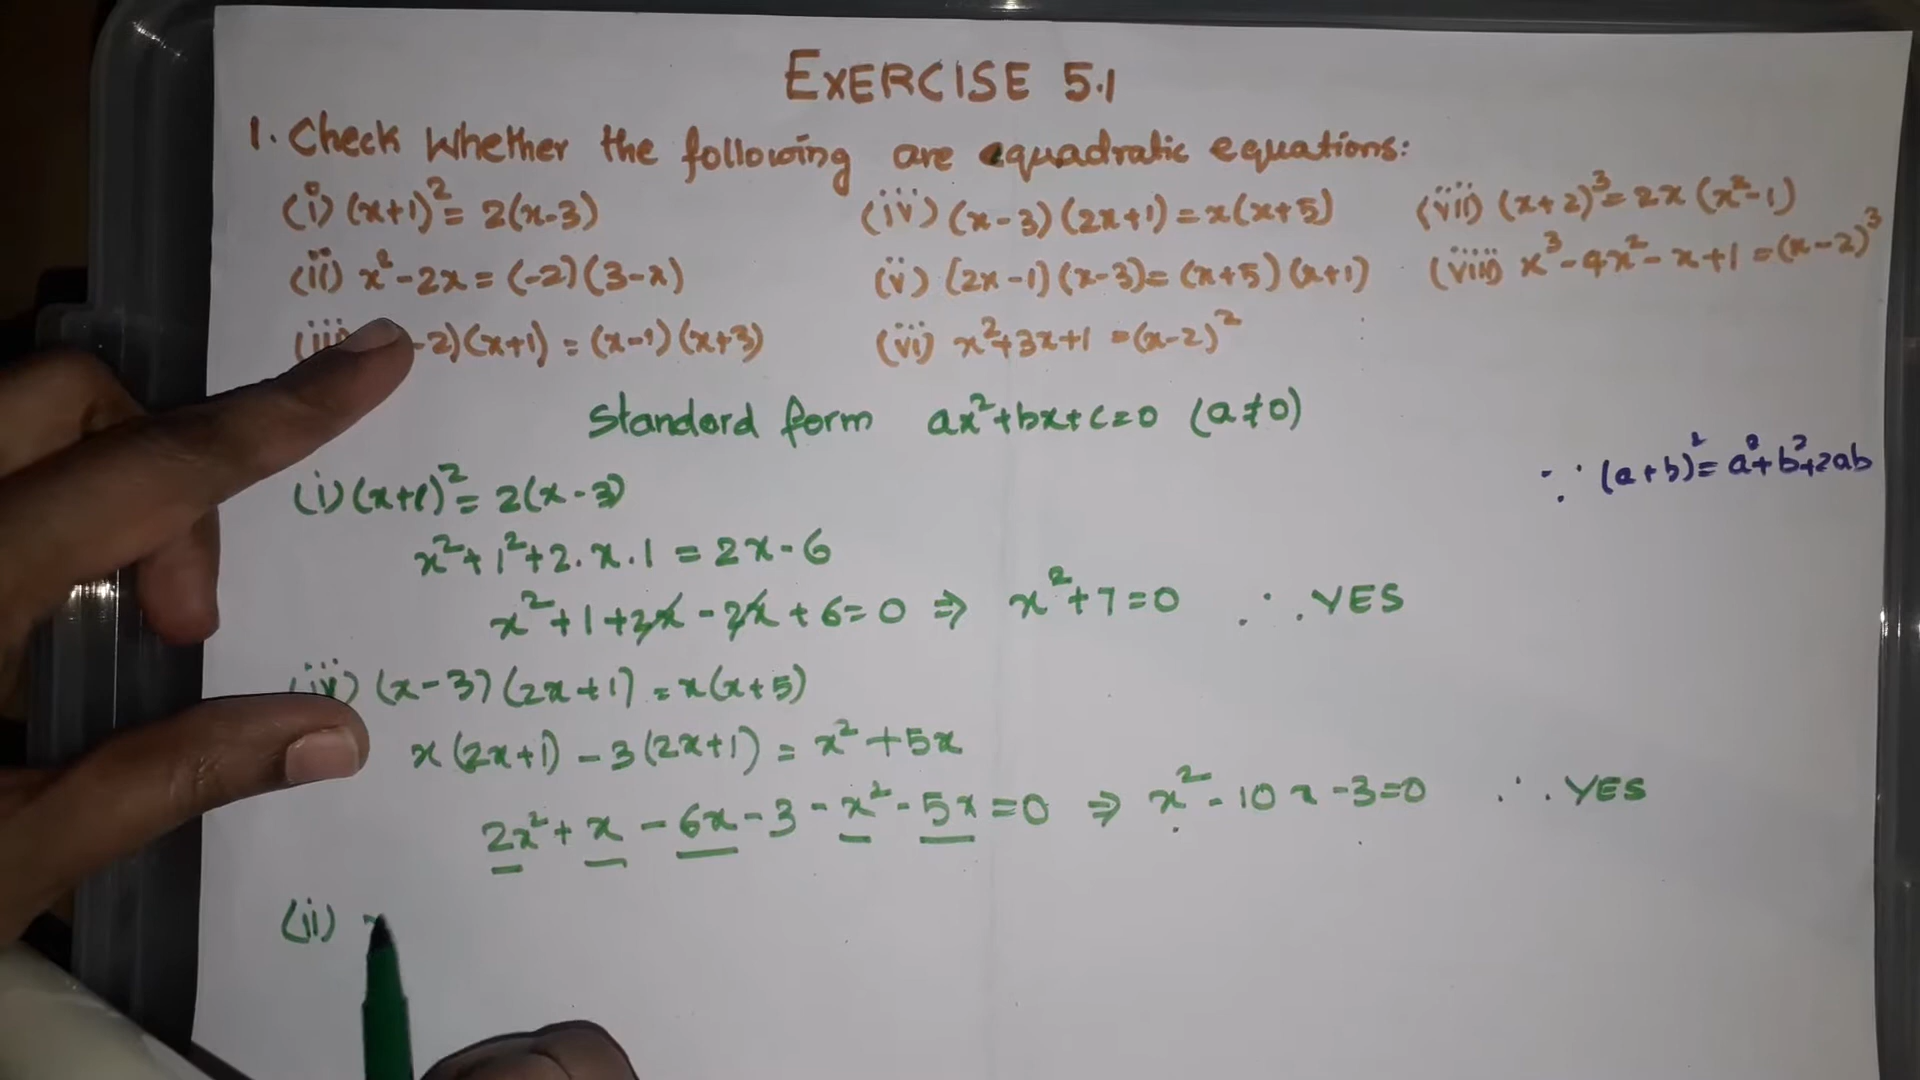 EXERCISE 5.1
1. Check Whether the following are quadratic equations:
(i) (x+1)² = 2(x-3)
(ii) x² - 2x = (-2)(3-x)
(iii) -2)(x+1) = (x-1)(x+3)
(iv) (x-3)(2x+1) = x(x+5)
(v) (2x-1)(x-3) = (x+5)(x+1)
(vi) x²+3x+1 = (x-2)²
(vii) (x+2)³ = 2x(x²-1)
(viii) x³-4x²-x+1 = (x-2)³
Standard form ax²+bx+c=0 (a≠0)
∵ (a+b)² = a²+b²+2ab
(i) (x+1)² = 2(x-3)
x²+1²+2.x.1 = 2x-6
x²+1+2x-2x+6=0 ⇒ x²+7=0 ∴ YES
(iv) (x-3)(2x+1) = x(x+5)
x(2x+1) - 3(2x+1) = x²+5x
2x²+x-6x-3-x²-5x=0 ⇒ x²-10x-3=0 ∴ YES
(ii)